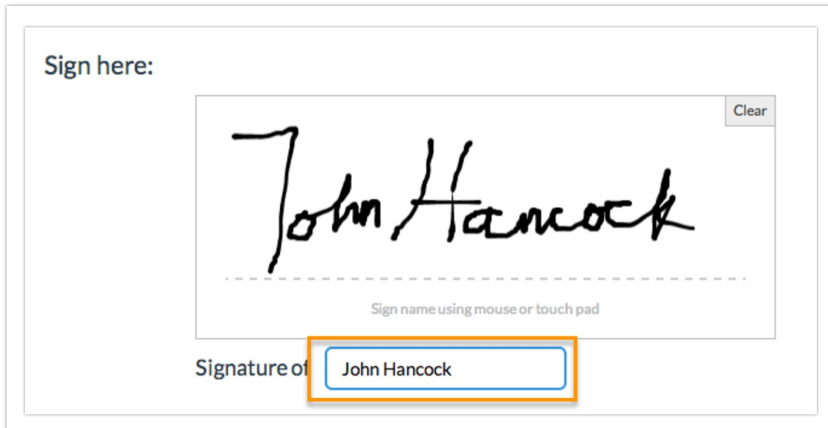 Sign here:
Clear
John Hancock
Sign name using mouse or touch pad
Signature of John Hancock